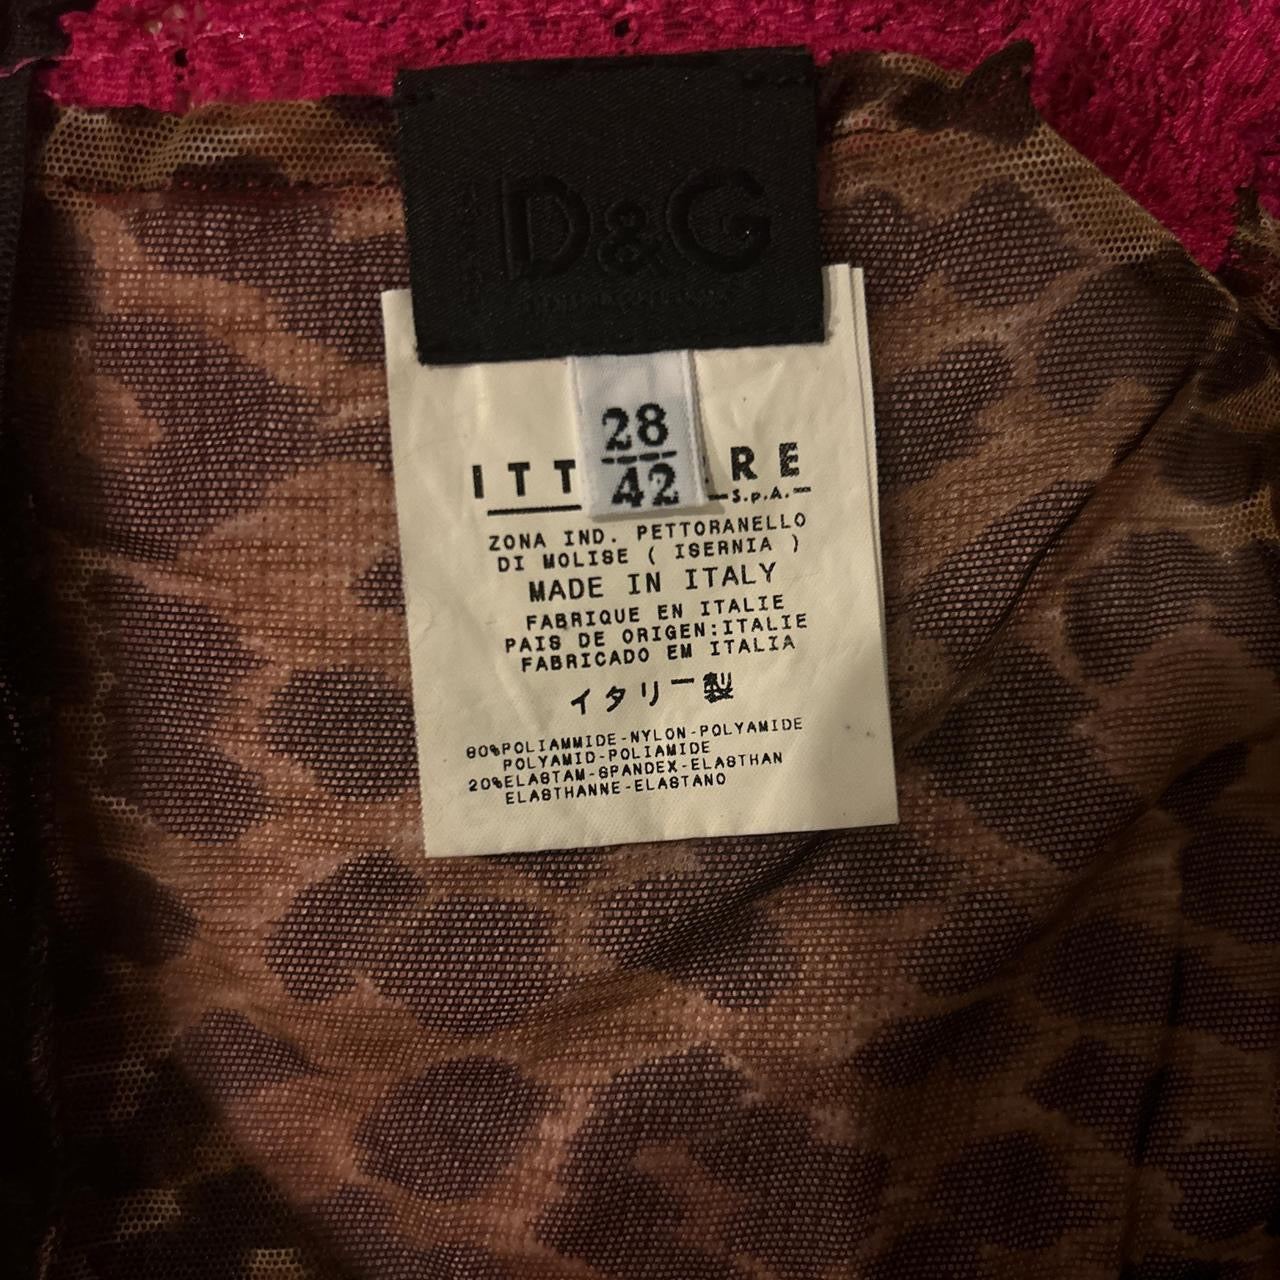 D&G
28
42
ITT RE
S.p.A.
ZONA IND. PETTORANELLO
DI MOLISE ( ISERNIA )
MADE IN ITALY
FABRIQUE EN ITALIE
PAIS DE ORIGEN:ITALIE
FABRICADO EM ITALIA
イタリー製
80%POLIAMMIDE-NYLON-POLYAMIDE
POLYAMID-POLIAMIDE
20%ELASTAM-SPANDEX-ELASTHAN
ELASTHANNE-ELASTANO